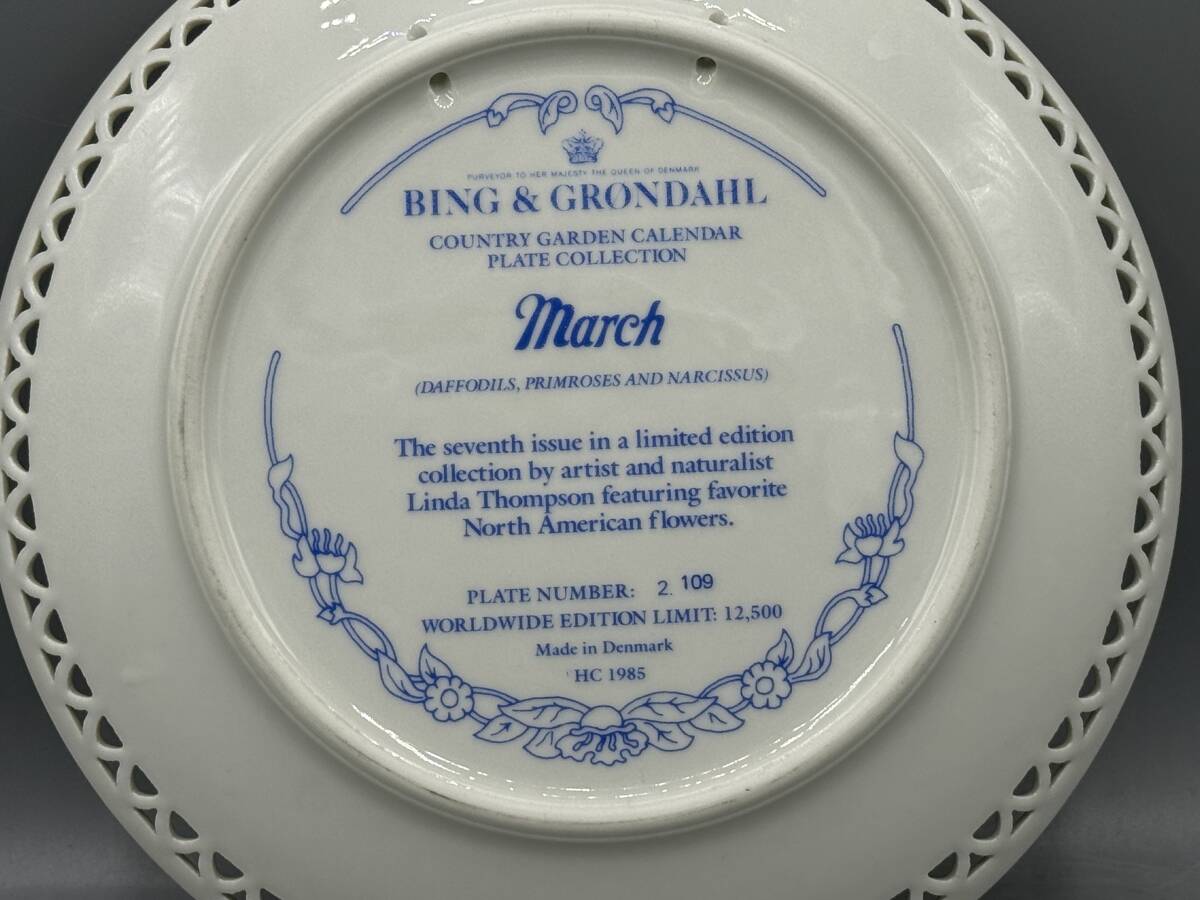 PURVEYOR TO HER MAJESTY THE QUEEN OF DENMARK
BING & GRØNDAHL
COUNTRY GARDEN CALENDAR
PLATE COLLECTION
March
(DAFFODILS, PRIMROSES AND NARCISSUS)
The seventh issue in a limited edition
collection by artist and naturalist
Linda Thompson featuring favorite
North American flowers.
PLATE NUMBER: 2. 109
WORLDWIDE EDITION LIMIT: 12,500
Made in Denmark
HC 1985